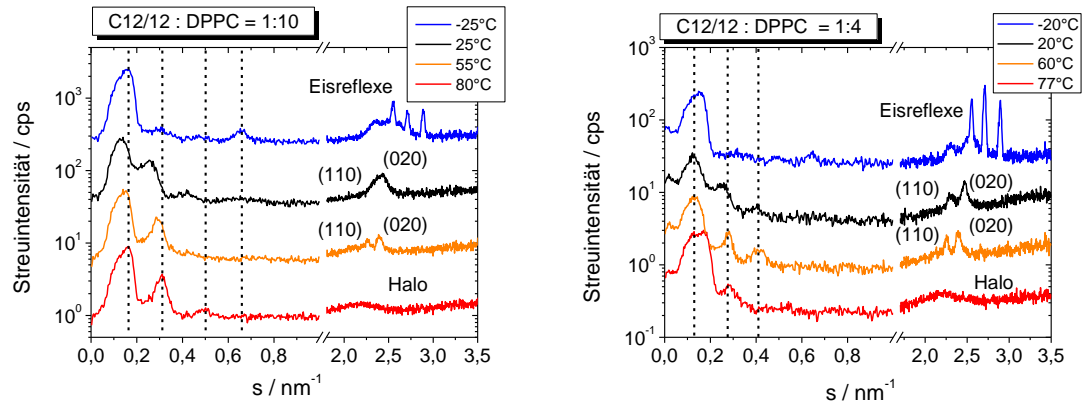 C12/12 : DPPC = 1:10
-25°C
25°C
55°C
80°C
Eisreflexe
(020)
(110)
(020)
(110)
Halo
10³
10²
10¹
10⁰
Streuintensität / cps
0,0 0,2 0,4 0,6 0,8 2,0 2,5 3,0 3,5
s / nm⁻¹
C12/12 : DPPC = 1:4
-20°C
20°C
60°C
77°C
Eisreflexe
(110) (020)
(110) (020)
Halo
10³
10²
10¹
10⁰
10⁻¹
Streuintensität / cps
0,0 0,2 0,4 0,6 0,8 2,0 2,5 3,0 3,5
s / nm⁻¹